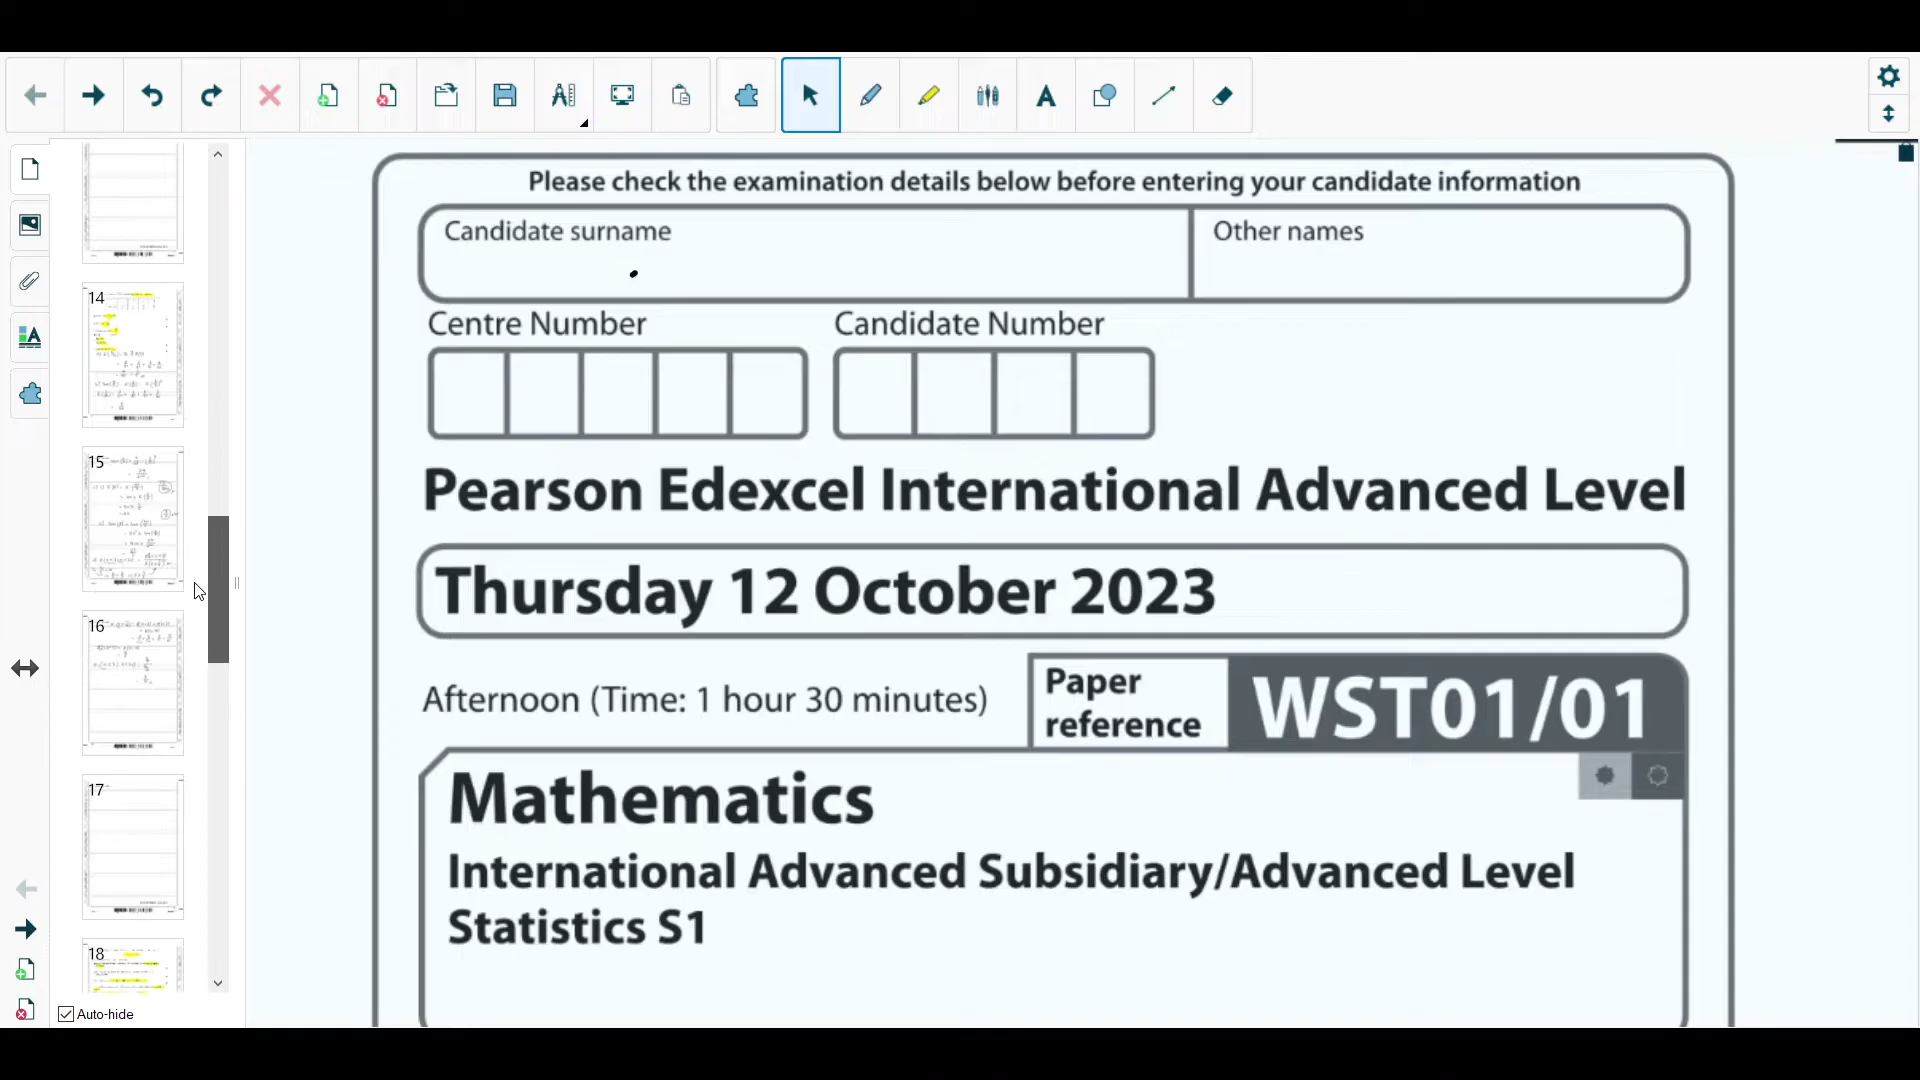 Please check the examination details below before entering your candidate information
Candidate surname
Other names
Centre Number
Candidate Number
Pearson Edexcel International Advanced Level
Thursday 12 October 2023
Afternoon (Time: 1 hour 30 minutes)
Paper
reference
WST01/01
Mathematics
International Advanced Subsidiary/Advanced Level
Statistics S1
14
15
16
17
18
Auto-hide